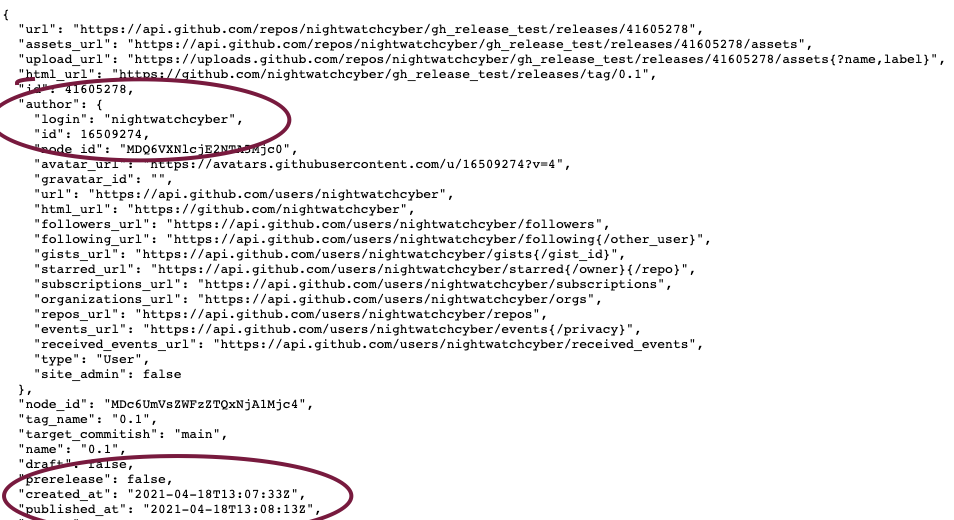 {
"url": "https://api.github.com/repos/nightwatchcyber/gh_release_test/releases/41605278",
"assets_url": "https://api.github.com/repos/nightwatchcyber/gh_release_test/releases/41605278/assets",
"upload_url": "https://uploads.github.com/repos/nightwatchcyber/gh_release_test/releases/41605278/assets{?name,label}",
"html_url": "https://github.com/nightwatchcyber/gh_release_test/releases/tag/0.1",
"id": 41605278,
"author": {
"login": "nightwatchcyber",
"id": 16509274,
"node_id":
"avatar_url": "https://avatars.githubusercontent.com/u/16509274?v=4",
"gravatar_id": "",
"url": "https://api.github.com/users/nightwatchcyber",
"html_url": "https://github.com/nightwatchcyber",
"followers_url": "https://api.github.com/users/nightwatchcyber/followers",
"following_url": "https://api.github.com/users/nightwatchcyber/following{/other_user}",
"gists_url": "https://api.github.com/users/nightwatchcyber/gists{/gist_id}",
"starred_url": "https://api.github.com/users/nightwatchcyber/starred{/owner}{/repo}",
"subscriptions_url": "https://api.github.com/users/nightwatchcyber/subscriptions",
"organizations_url": "https://api.github.com/users/nightwatchcyber/orgs",
"repos_url": "https://api.github.com/users/nightwatchcyber/repos",
"events_url": "https://api.github.com/users/nightwatchcyber/events{/privacy}",
"received_events_url": "https://api.github.com/users/nightwatchcyber/received_events",
"type": "User",
"site_admin": false
},
"node_id": "MDc6UmVsZWFzZTQxNjA1Mjc4",
"tag_name": "0.1",
"target_commitish": "main",
"name": "0.1",
"draft": false,
"prerelease": false,
"created_at": "2021-04-18T13:07:33Z",
"published_at": "2021-04-18T13:08:13Z",